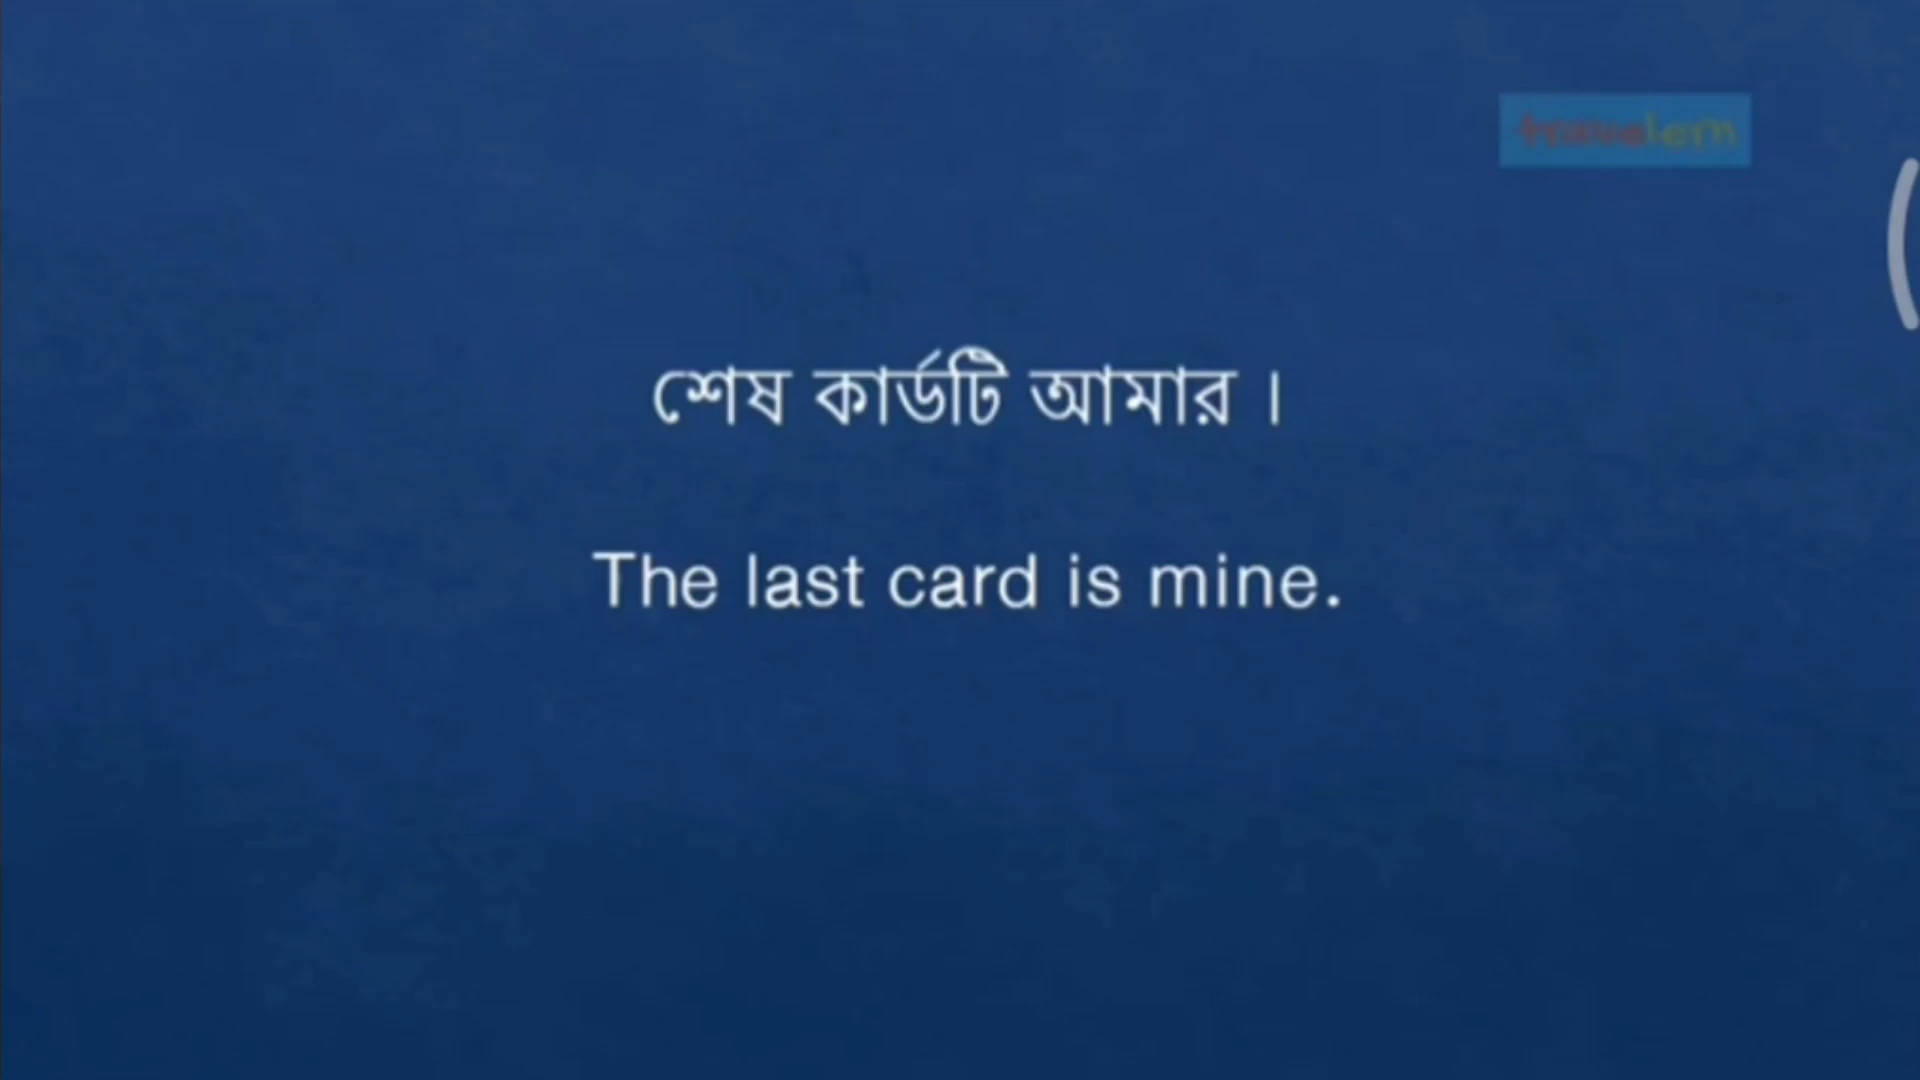 শেষ কার্ডটি আমার ।
The last card is mine.